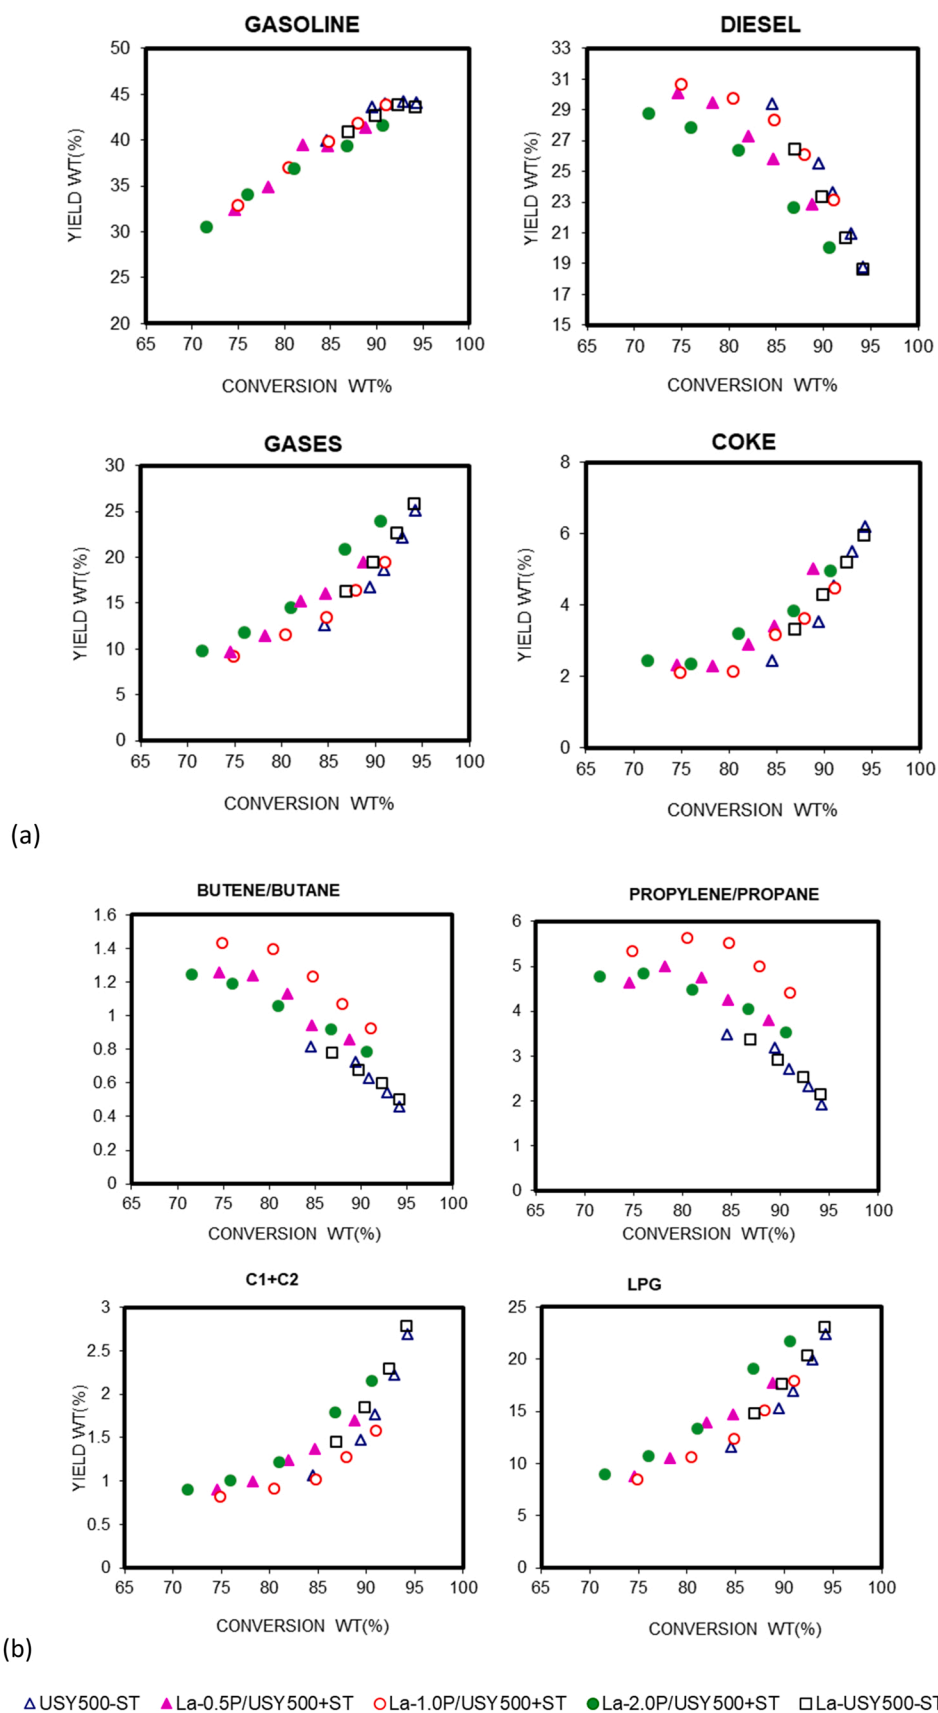 GASOLINE
DIESEL
50
45
40
35
30
25
20
YIELD WT(%)
65 70 75 80 85 90 95 100
CONVERSION WT%
33
31
29
27
25
23
21
19
17
15
YIELD WT(%)
65 70 75 80 85 90 95 100
CONVERSION WT%
GASES
COKE
30
25
20
15
10
5
0
YIELD WT(%)
65 70 75 80 85 90 95 100
CONVERSION WT%
8
6
4
2
0
YIELD WT(%)
65 70 75 80 85 90 95 100
CONVERSION WT%
(a)
BUTENE/BUTANE
PROPYLENE/PROPANE
1.6
1.4
1.2
1
0.8
0.6
0.4
0.2
0
65 70 75 80 85 90 95 100
CONVERSION WT(%)
6
5
4
3
2
1
0
65 70 75 80 85 90 95 100
CONVERSION WT(%)
C1+C2
LPG
3
2.5
2
1.5
1
0.5
0
YIELD WT(%)
65 70 75 80 85 90 95 100
CONVERSION WT(%)
25
20
15
10
5
0
65 70 75 80 85 90 95 100
CONVERSION WT(%)
(b)
USY500-ST La-0.5P/USY500+ST La-1.0P/USY500+ST La-2.0P/USY500+ST La-USY500-ST